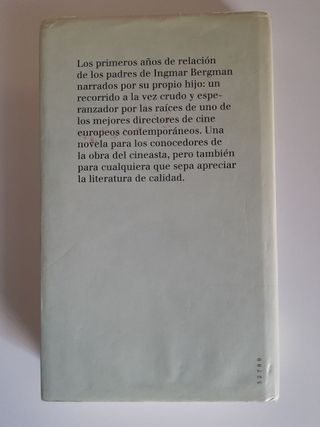 Los primeros años de relación
de los padres de Ingmar Bergman
narrados por su propio hijo: un
recorrido a la vez crudo y espe-
ranzador por las raíces de uno de
los mejores directores de cine
europeos contemporáneos. Una
novela para los conocedores de
la obra del cineasta, pero también
para cualquiera que sepa apreciar
la literatura de calidad.